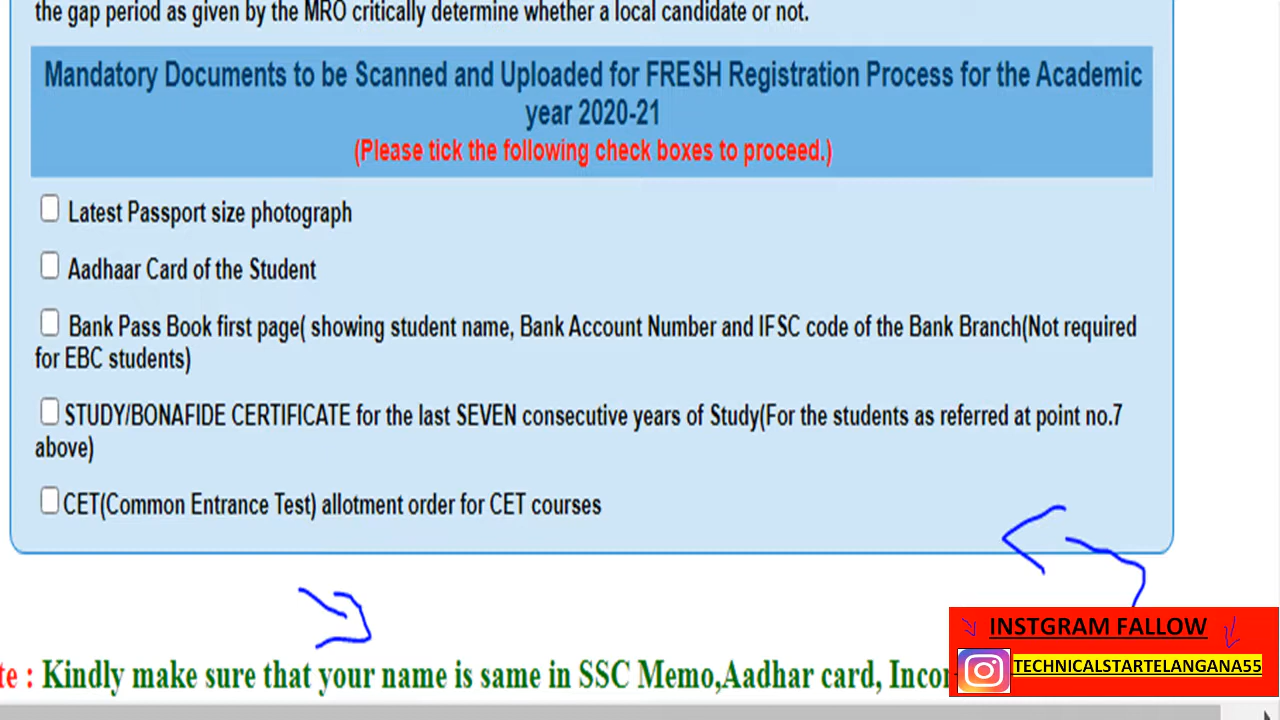 the gap period as given by the MRO critically determine whether a local candidate or not.
Mandatory Documents to be Scanned and Uploaded for FRESH Registration Process for the Academic
year 2020-21
(Please tick the following check boxes to proceed.)
Latest Passport size photograph
Aadhaar Card of the Student
Bank Pass Book first page( showing student name, Bank Account Number and IFSC code of the Bank Branch(Not required
for EBC students)
STUDY/BONAFIDE CERTIFICATE for the last SEVEN consecutive years of Study(For the students as referred at point no.7
above)
CET(Common Entrance Test) allotment order for CET courses
INSTGRAM FALLOW
TECHNICALSTARTELANGANA55
te : Kindly make sure that your name is same in SSC Memo,Aadhar card,